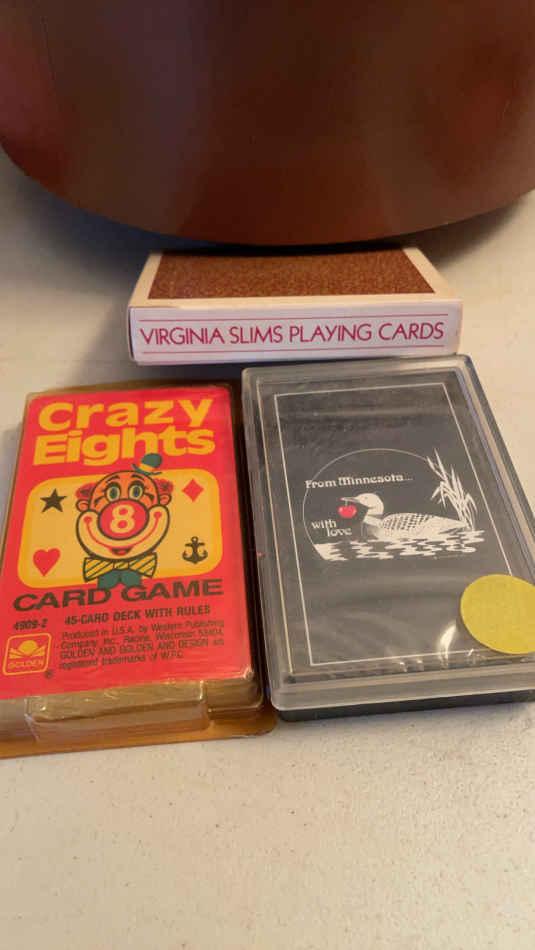 VIRGINIA SLIMS PLAYING CARDS
Crazy
Eights
8
CARD GAME
4909-2 45-CARD DECK WITH RULES
Produced in U.S.A. by Western Publishing
Company, Inc., Racine, Wisconsin 53404.
GOLDEN AND GOLDEN AND DESIGN are
registered trademarks of W.P.C.
GOLDEN
®
From Minnesota...
with
love